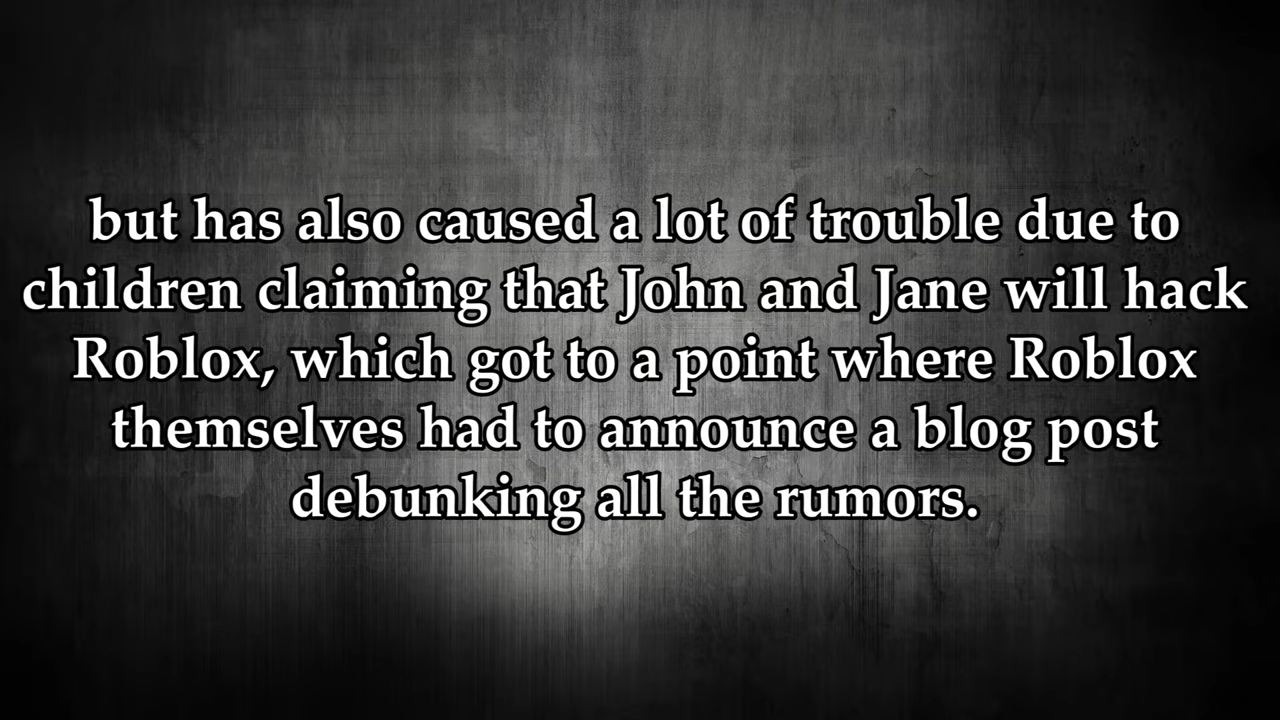 but has also caused a lot of trouble due to
children claiming that John and Jane will hack
Roblox, which got to a point where Roblox
themselves had to announce a blog post
debunking all the rumors.